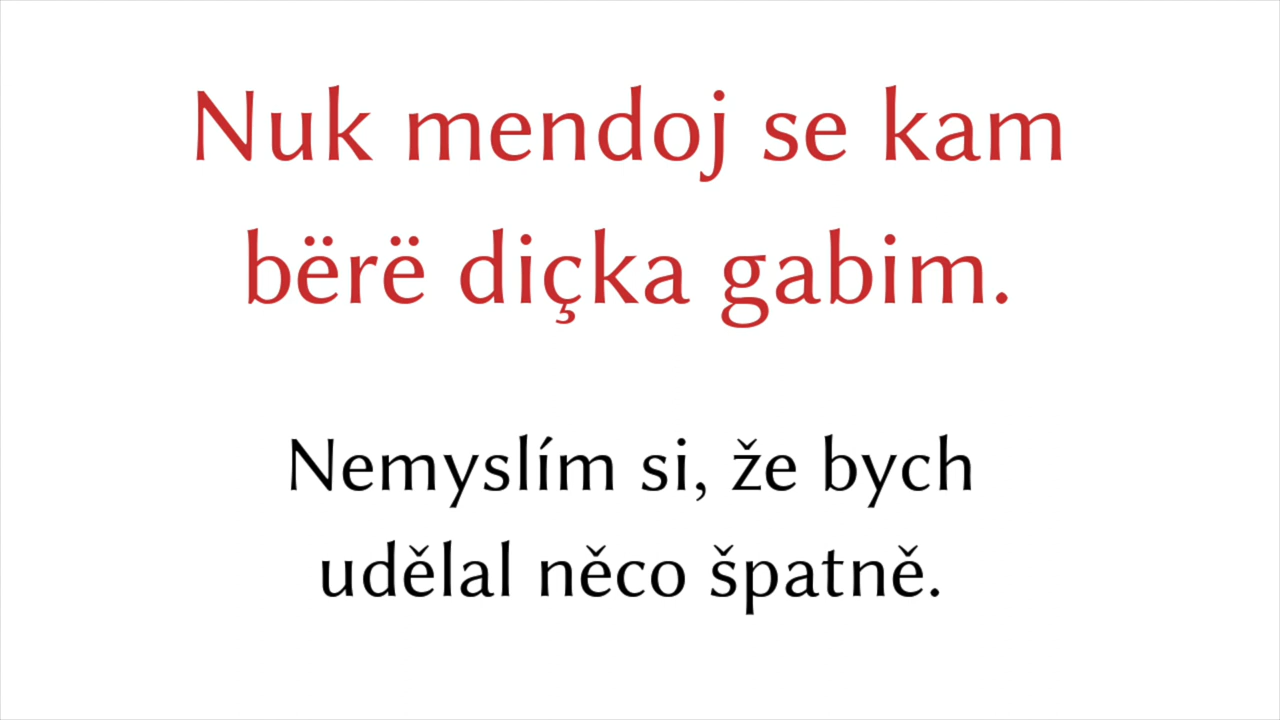 Nuk mendoj se kam
bërë diçka gabim.
Nemyslím si, že bych
udělal něco špatně.